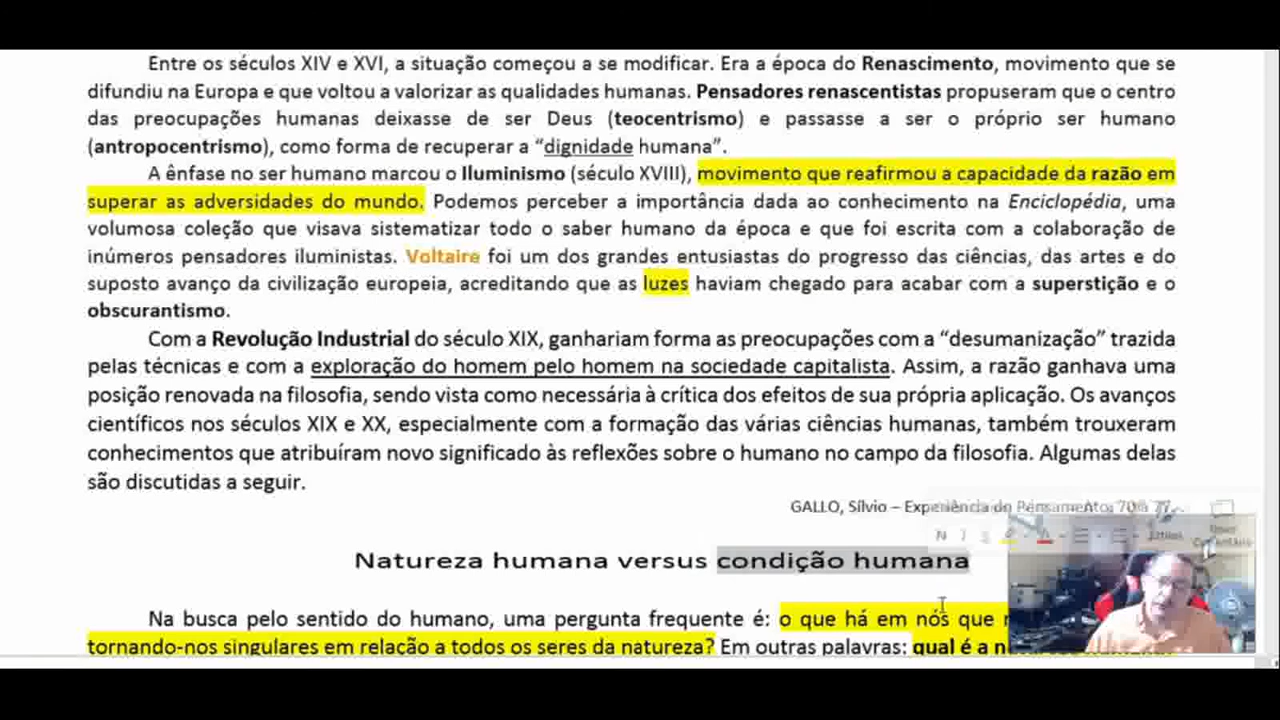 Entre os séculos XIV e XVI, a situação começou a se modificar. Era a época do Renascimento, movimento que se
difundiu na Europa e que voltou a valorizar as qualidades humanas. Pensadores renascentistas propuseram que o centro
das preocupações humanas deixasse de ser Deus (teocentrismo) e passasse a ser o próprio ser humano
(antropocentrismo), como forma de recuperar a “dignidade humana”.
A ênfase no ser humano marcou o Iluminismo (século XVIII), movimento que reafirmou a capacidade da razão em
superar as adversidades do mundo. Podemos perceber a importância dada ao conhecimento na Enciclopédia, uma
volumosa coleção que visava sistematizar todo o saber humano da época e que foi escrita com a colaboração de
inúmeros pensadores iluministas. Voltaire foi um dos grandes entusiastas do progresso das ciências, das artes e do
suposto avanço da civilização europeia, acreditando que as luzes haviam chegado para acabar com a superstição e o
obscurantismo.
Com a Revolução Industrial do século XIX, ganhariam forma as preocupações com a “desumanização” trazida
pelas técnicas e com a exploração do homem pelo homem na sociedade capitalista. Assim, a razão ganhava uma
posição renovada na filosofia, sendo vista como necessária à crítica dos efeitos de sua própria aplicação. Os avanços
científicos nos séculos XIX e XX, especialmente com a formação das várias ciências humanas, também trouxeram
conhecimentos que atribuíram novo significado às reflexões sobre o humano no campo da filosofia. Algumas delas
são discutidas a seguir.
GALLO, Sílvio – Experiência do Pensamento: 70 a 77
Natureza humana versus condição humana
Na busca pelo sentido do humano, uma pergunta frequente é: o que há em nós que
tornando-nos singulares em relação a todos os seres da natureza? Em outras palavras: qual é a